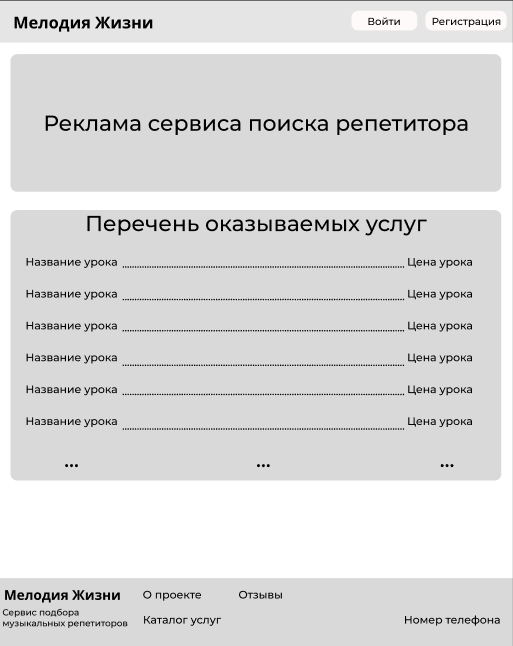 Мелодия Жизни Войти Регистрация
Реклама сервиса поиска репетитора
Перечень оказываемых услуг
Название урока Цена урока
Название урока Цена урока
Название урока Цена урока
Название урока Цена урока
Название урока Цена урока
Название урока Цена урока
... ... ...
Мелодия Жизни О проекте Отзывы
Сервис подбора
музыкальных репетиторов Каталог услуг Номер телефона